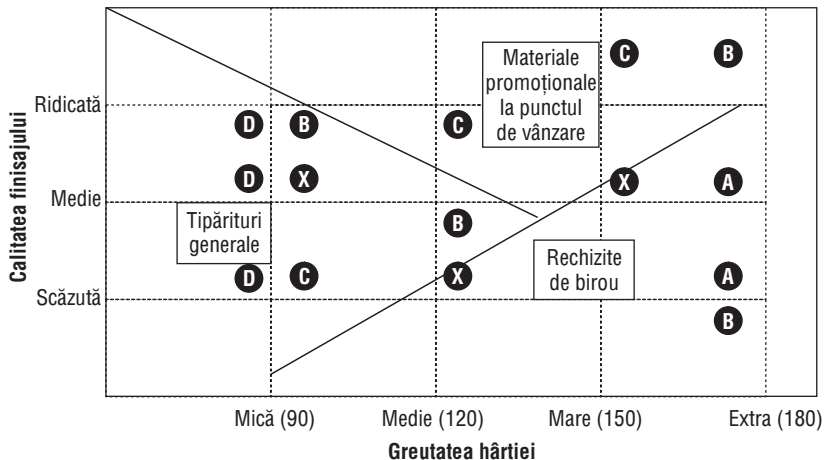 Materiale
promoționale
la punctul
de vânzare
C
B
Ridicată
D
B
C
D
X
X
A
Medie
Tipărituri
generale
B
Rechizite
de birou
D
C
X
A
Scăzută
B
Calitatea finisajului
Mică (90)
Medie (120)
Mare (150)
Extra (180)
Greutatea hârtiei